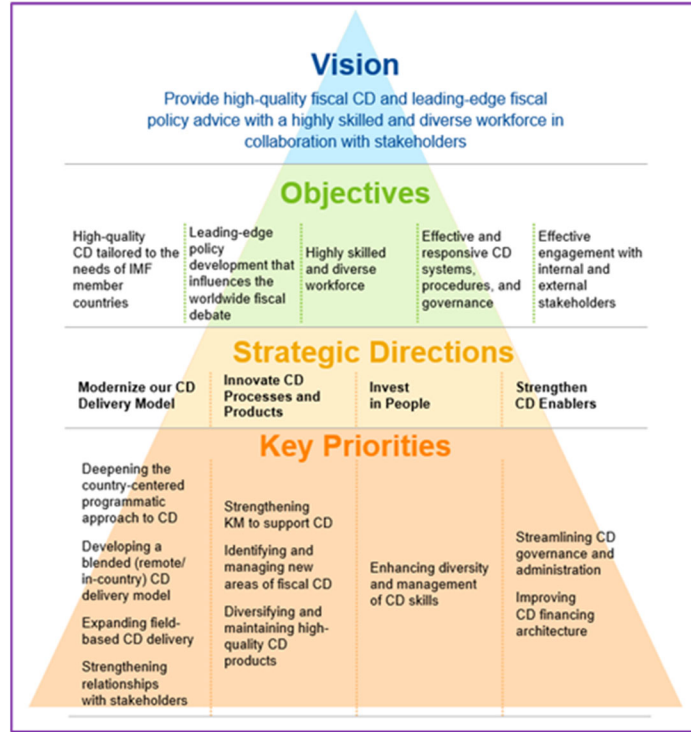 Vision
Provide high-quality fiscal CD and leading-edge fiscal
policy advice with a highly skilled and diverse workforce in
collaboration with stakeholders
Objectives
High-quality
CD tailored to the
needs of IMF
member
countries
Leading-edge
policy
development that
influences the
worldwide fiscal
debate
Highly skilled
and diverse
workforce
Effective and
responsive CD
systems,
procedures, and
governance
Effective
engagement with
internal and
external
stakeholders
Strategic Directions
Modernize our CD
Delivery Model
Innovate CD
Processes and
Products
Invest
in People
Strengthen
CD Enablers
Key Priorities
Deepening the
country-centered
programmatic
approach to CD
Developing a
blended (remote/
in-country) CD
delivery model
Expanding field-
based CD delivery
Strengthening
relationships
with stakeholders
Strengthening
KM to support CD
Identifying and
managing new
areas of fiscal CD
Diversifying and
maintaining high-
quality CD
products
Enhancing diversity
and management
of CD skills
Streamlining CD
governance and
administration
Improving
CD financing
architecture